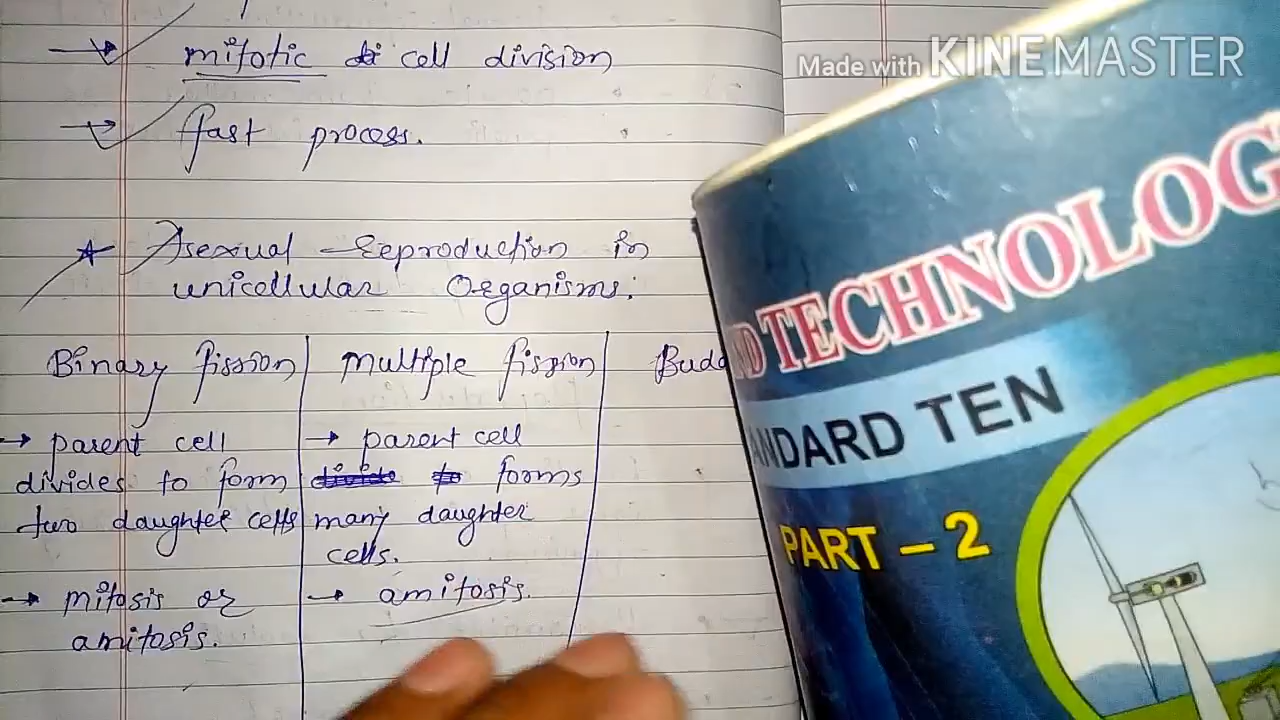 Made with KINEMASTER
mitotic cell division
fast process.
Asexual Reproduction in
unicellular Organisms:
Binary fission
→ parent cell
divides to form
two daughter cells
→ mitosis or
amitosis.
Multiple fission
→ parent cell
forms
many daughter
cells.
→ amitosis.
Budd
ND TECHNOLOG
ANDARD TEN
PART – 2